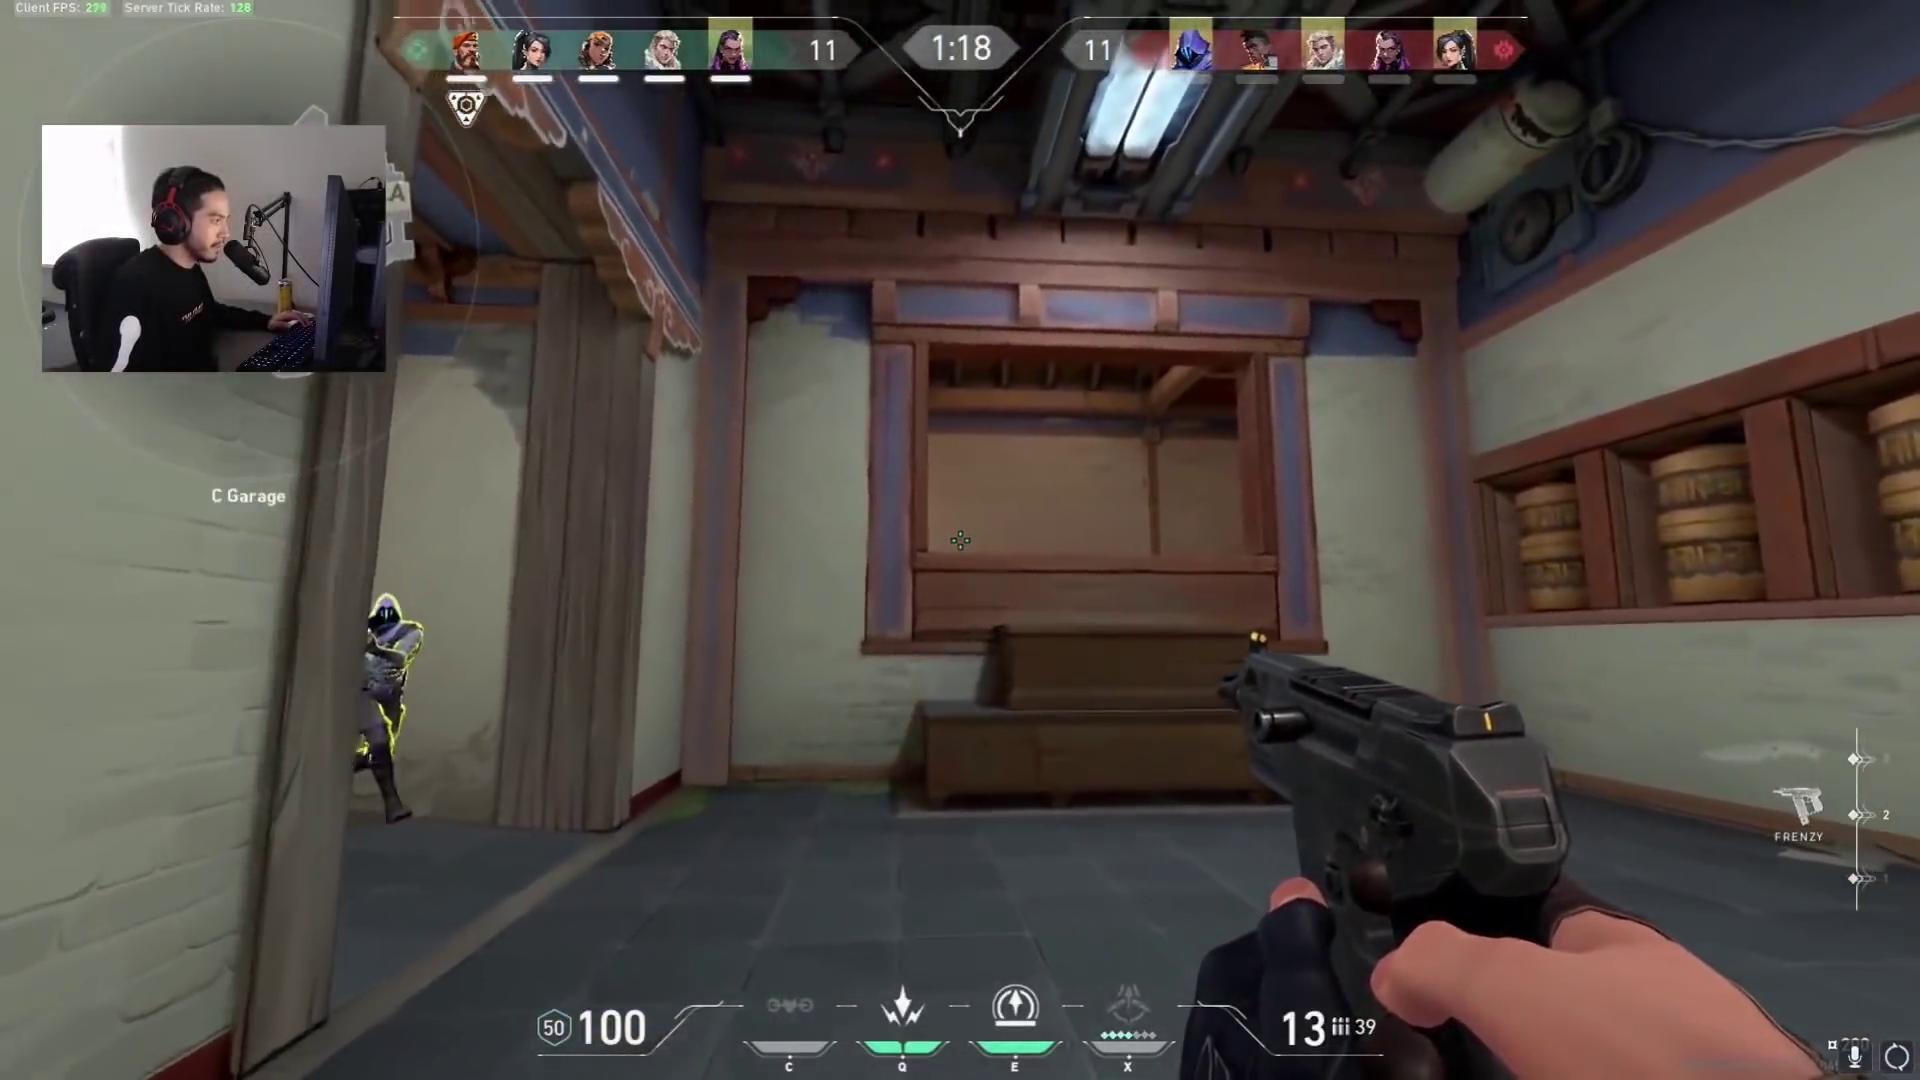 Client FPS: 299 Server Tick Rate: 128
11 1:18 11
A
C Garage
2
FRENZY
50 100
13 39
C Q E X